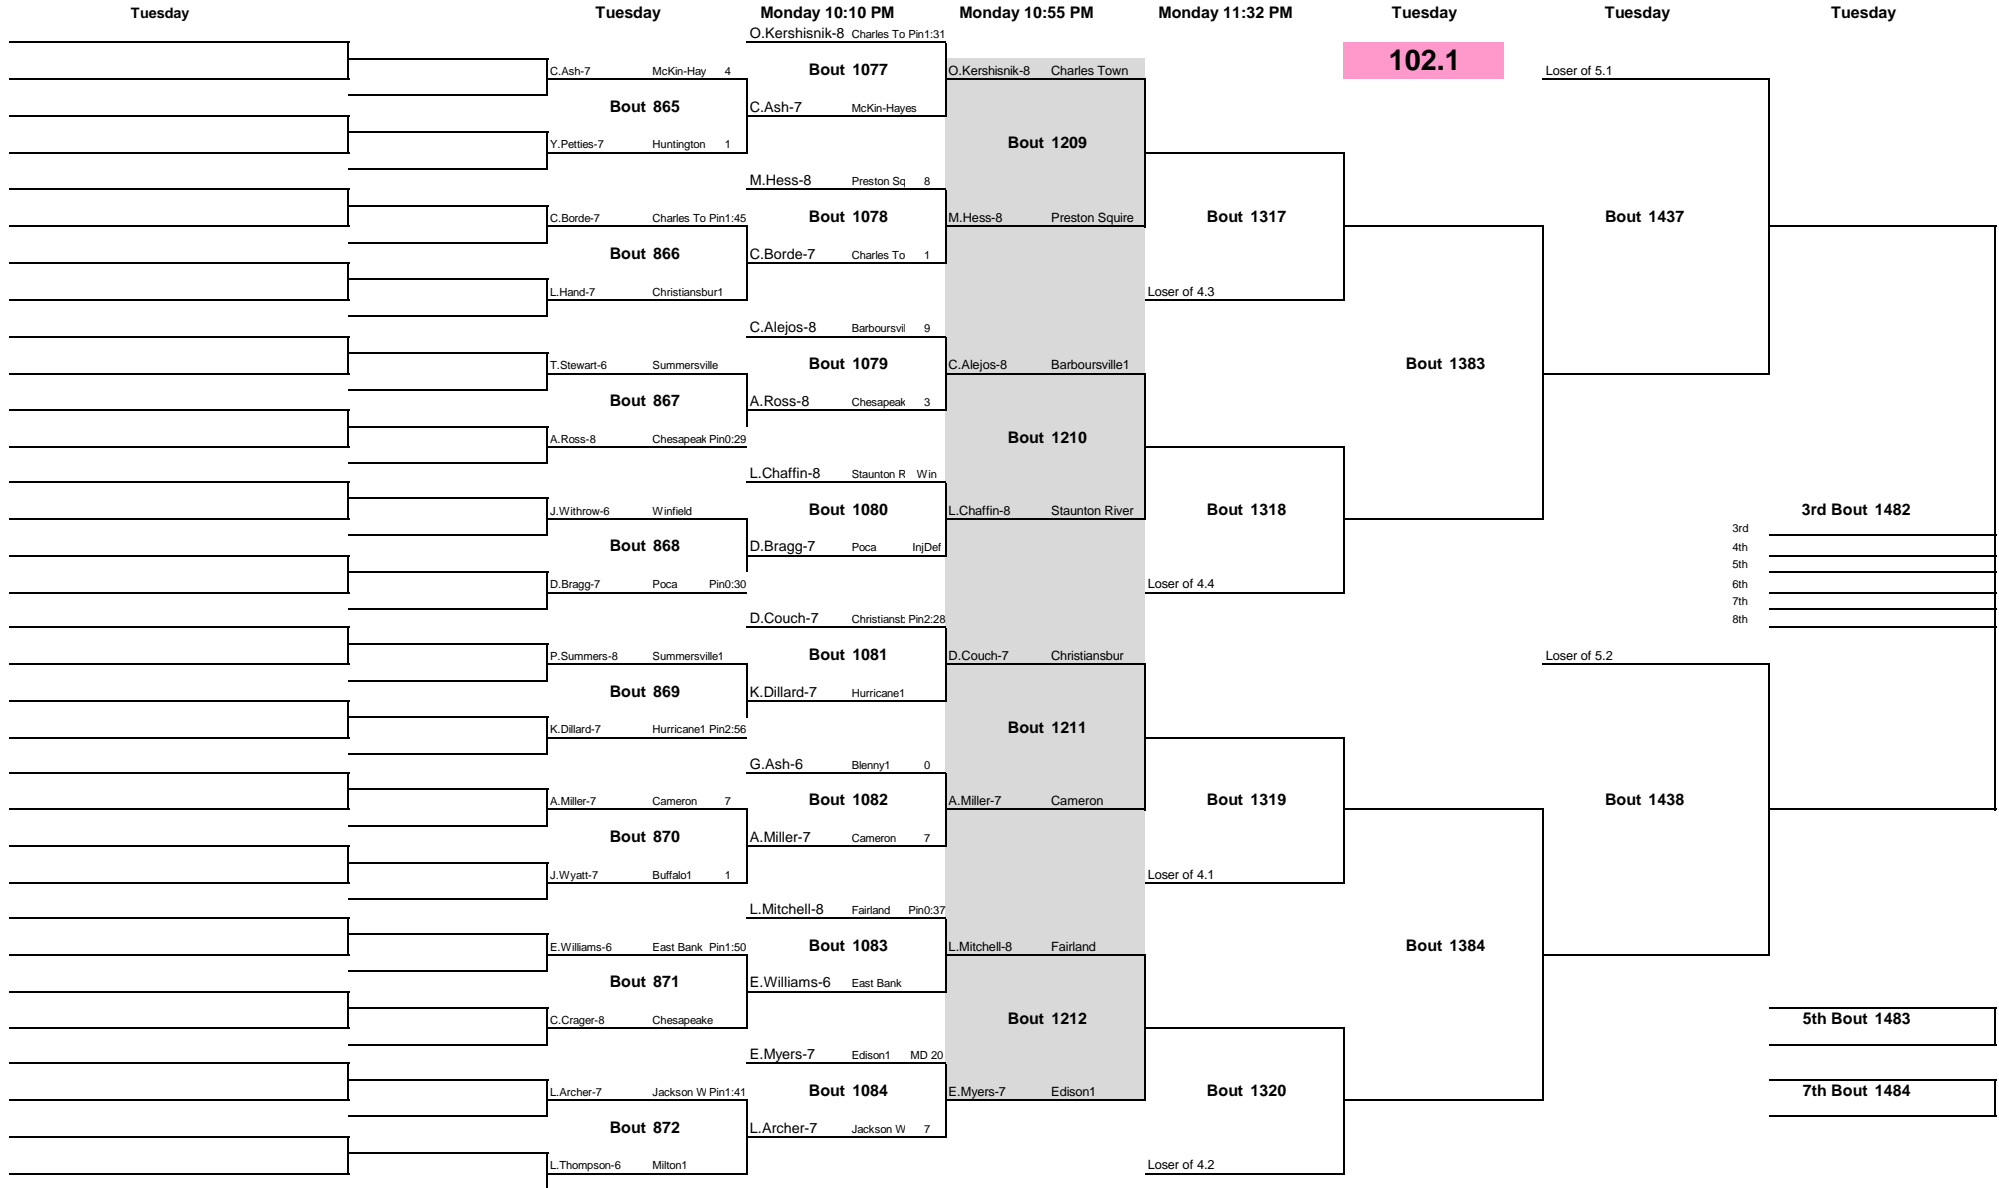 Tuesday Tuesday Monday 10:10 PM Monday 10:55 PM Monday 11:32 PM Tuesday Tuesday Tuesday
O.Kershisnik-8 Charles To Pin1:31
102.1
C.Ash-7 McKin-Hay 4 Bout 1077 O.Kershisnik-8 Charles Town Loser of 5.1
Bout 865 C.Ash-7 McKin-Hayes
Y.Petties-7 Huntington 1 Bout 1209
M.Hess-8 Preston Sq 8
C.Borde-7 Charles To Pin1:45 Bout 1078 M.Hess-8 Preston Squire Bout 1317 Bout 1437
Bout 866 C.Borde-7 Charles To 1
L.Hand-7 Christiansbur1 Loser of 4.3
C.Alejos-8 Barboursvil 9
T.Stewart-6 Summersville Bout 1079 C.Alejos-8 Barboursville1 Bout 1383
Bout 867 A.Ross-8 Chesapeak 3
A.Ross-8 Chesapeak Pin0:29 Bout 1210
L.Chaffin-8 Staunton R Win
J.Withrow-6 Winfield Bout 1080 L.Chaffin-8 Staunton River Bout 1318 3rd Bout 1482
3rd
Bout 868 D.Bragg-7 Poca InjDef 4th
5th
D.Bragg-7 Poca Pin0:30 Loser of 4.4 6th
7th
D.Couch-7 Christiansb Pin2:28 8th
P.Summers-8 Summersville1 Bout 1081 D.Couch-7 Christiansbur Loser of 5.2
Bout 869 K.Dillard-7 Hurricane1
K.Dillard-7 Hurricane1 Pin2:56 Bout 1211
G.Ash-6 Blenny1 0
A.Miller-7 Cameron 7 Bout 1082 A.Miller-7 Cameron Bout 1319 Bout 1438
Bout 870 A.Miller-7 Cameron 7
J.Wyatt-7 Buffalo1 1 Loser of 4.1
L.Mitchell-8 Fairland Pin0:37
E.Williams-6 East Bank Pin1:50 Bout 1083 L.Mitchell-8 Fairland Bout 1384
Bout 871 E.Williams-6 East Bank
C.Crager-8 Chesapeake Bout 1212 5th Bout 1483
E.Myers-7 Edison1 MD 20
L.Archer-7 Jackson W Pin1:41 Bout 1084 E.Myers-7 Edison1 Bout 1320 7th Bout 1484
Bout 872 L.Archer-7 Jackson W 7
L.Thompson-6 Milton1 Loser of 4.2